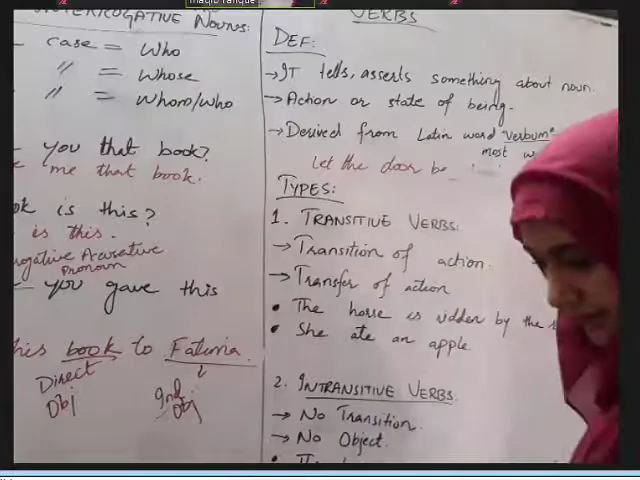 INTERROGATIVE NOUNS:
case = Who
" = Whose
" = Whom/who
you that book?
me that book.
ok is this?
is this.
ogative Accusative
Pronoun
you gave this
his book to Fatima.
Direct
Obj
Ind
Obj
VERBS
DEF:
→ IT tells, asserts something about noun.
→ Action or state of being.
→ Derived from Latin word "Verbum"
most
Let the door be
TYPES:
1. TRANSITIVE VERBS:
→ Transition of action.
→ Transfer of action
• The horse is ridden by the
• She ate an apple
2. INTRANSITIVE VERBS:
→ No Transition.
→ No Object.